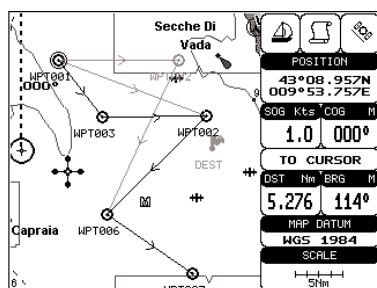 Secche Di
Vada
WPT001
000°
WPT003
WPT002
DEST
WPT006
Capraia
POSITION
43°08.957N
009°53.757E
SOG Kts COG M
1.0 000°
TO CURSOR
DST Nm BRG M
5.276 114°
MAP DATUM
WGS 1984
SCALE
5Nm